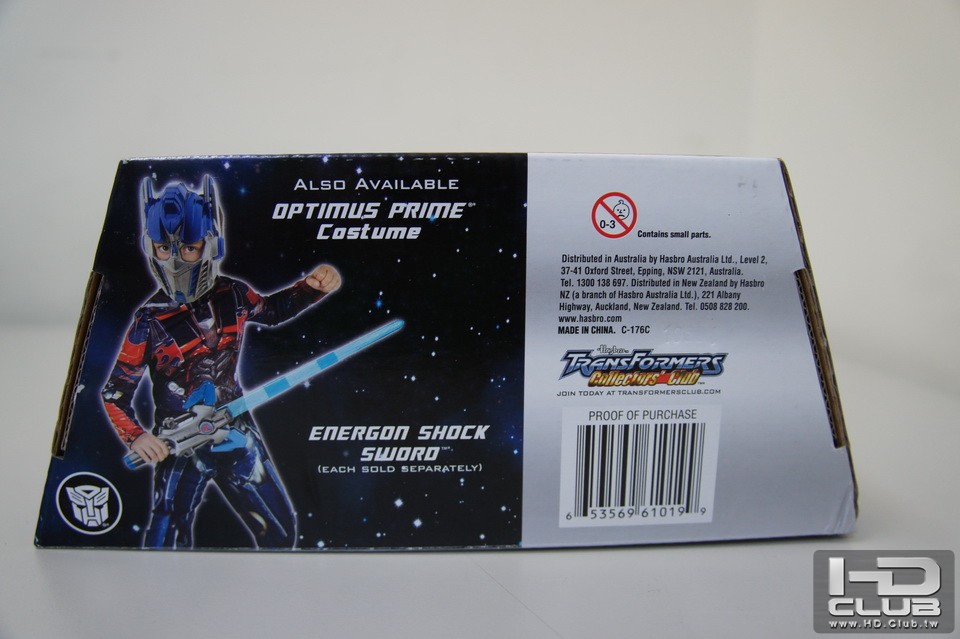 ALSO AVAILABLE
OPTIMUS PRIME®*
Costume
ENERGON SHOCK
SWORD™*
(EACH SOLD SEPARATELY)
0-3
Contains small parts.
Distributed in Australia by Hasbro Australia Ltd., Level 2,
37-41 Oxford Street, Epping, NSW 2121, Australia.
Tel. 1300 138 697. Distributed in New Zealand by Hasbro
NZ (a branch of Hasbro Australia Ltd.), 221 Albany
Highway, Auckland, New Zealand. Tel. 0508 828 200.
www.hasbro.com
MADE IN CHINA. C-176C
Hasbro
TRANSFORMERS
Collectors' Club™
JOIN TODAY AT TRANSFORMERSCLUB.COM
PROOF OF PURCHASE
6 53569 61019 9
HD
CLUB
www.HD.Club.tw